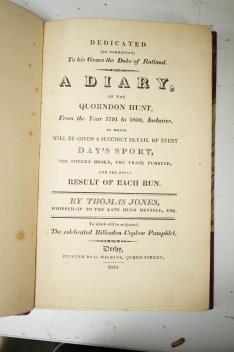 DEDICATED
(BY PERMISSION)
To his Grace the Duke of Rutland.
A DIARY,
OF THE
QUORNDON HUNT,
From the Year 1791 to 1800, Inclusive.
IN WHICH
WILL BE GIVEN A SUCCINCT DETAIL OF EVERY
DAY'S SPORT,
THE COVERS DROVE, THE TRACK PURSUED,
AND THE FINAL
RESULT OF EACH RUN.
BY THOMAS JONES,
WHIPPER-IN TO THE LATE HUGO MEYNELL, ESQ.
To which will be subjoined,
The celebrated Billesdon Coplow Pamphlet.
Derby,
PRINTED BY G. WILKINS, QUEEN-STREET.